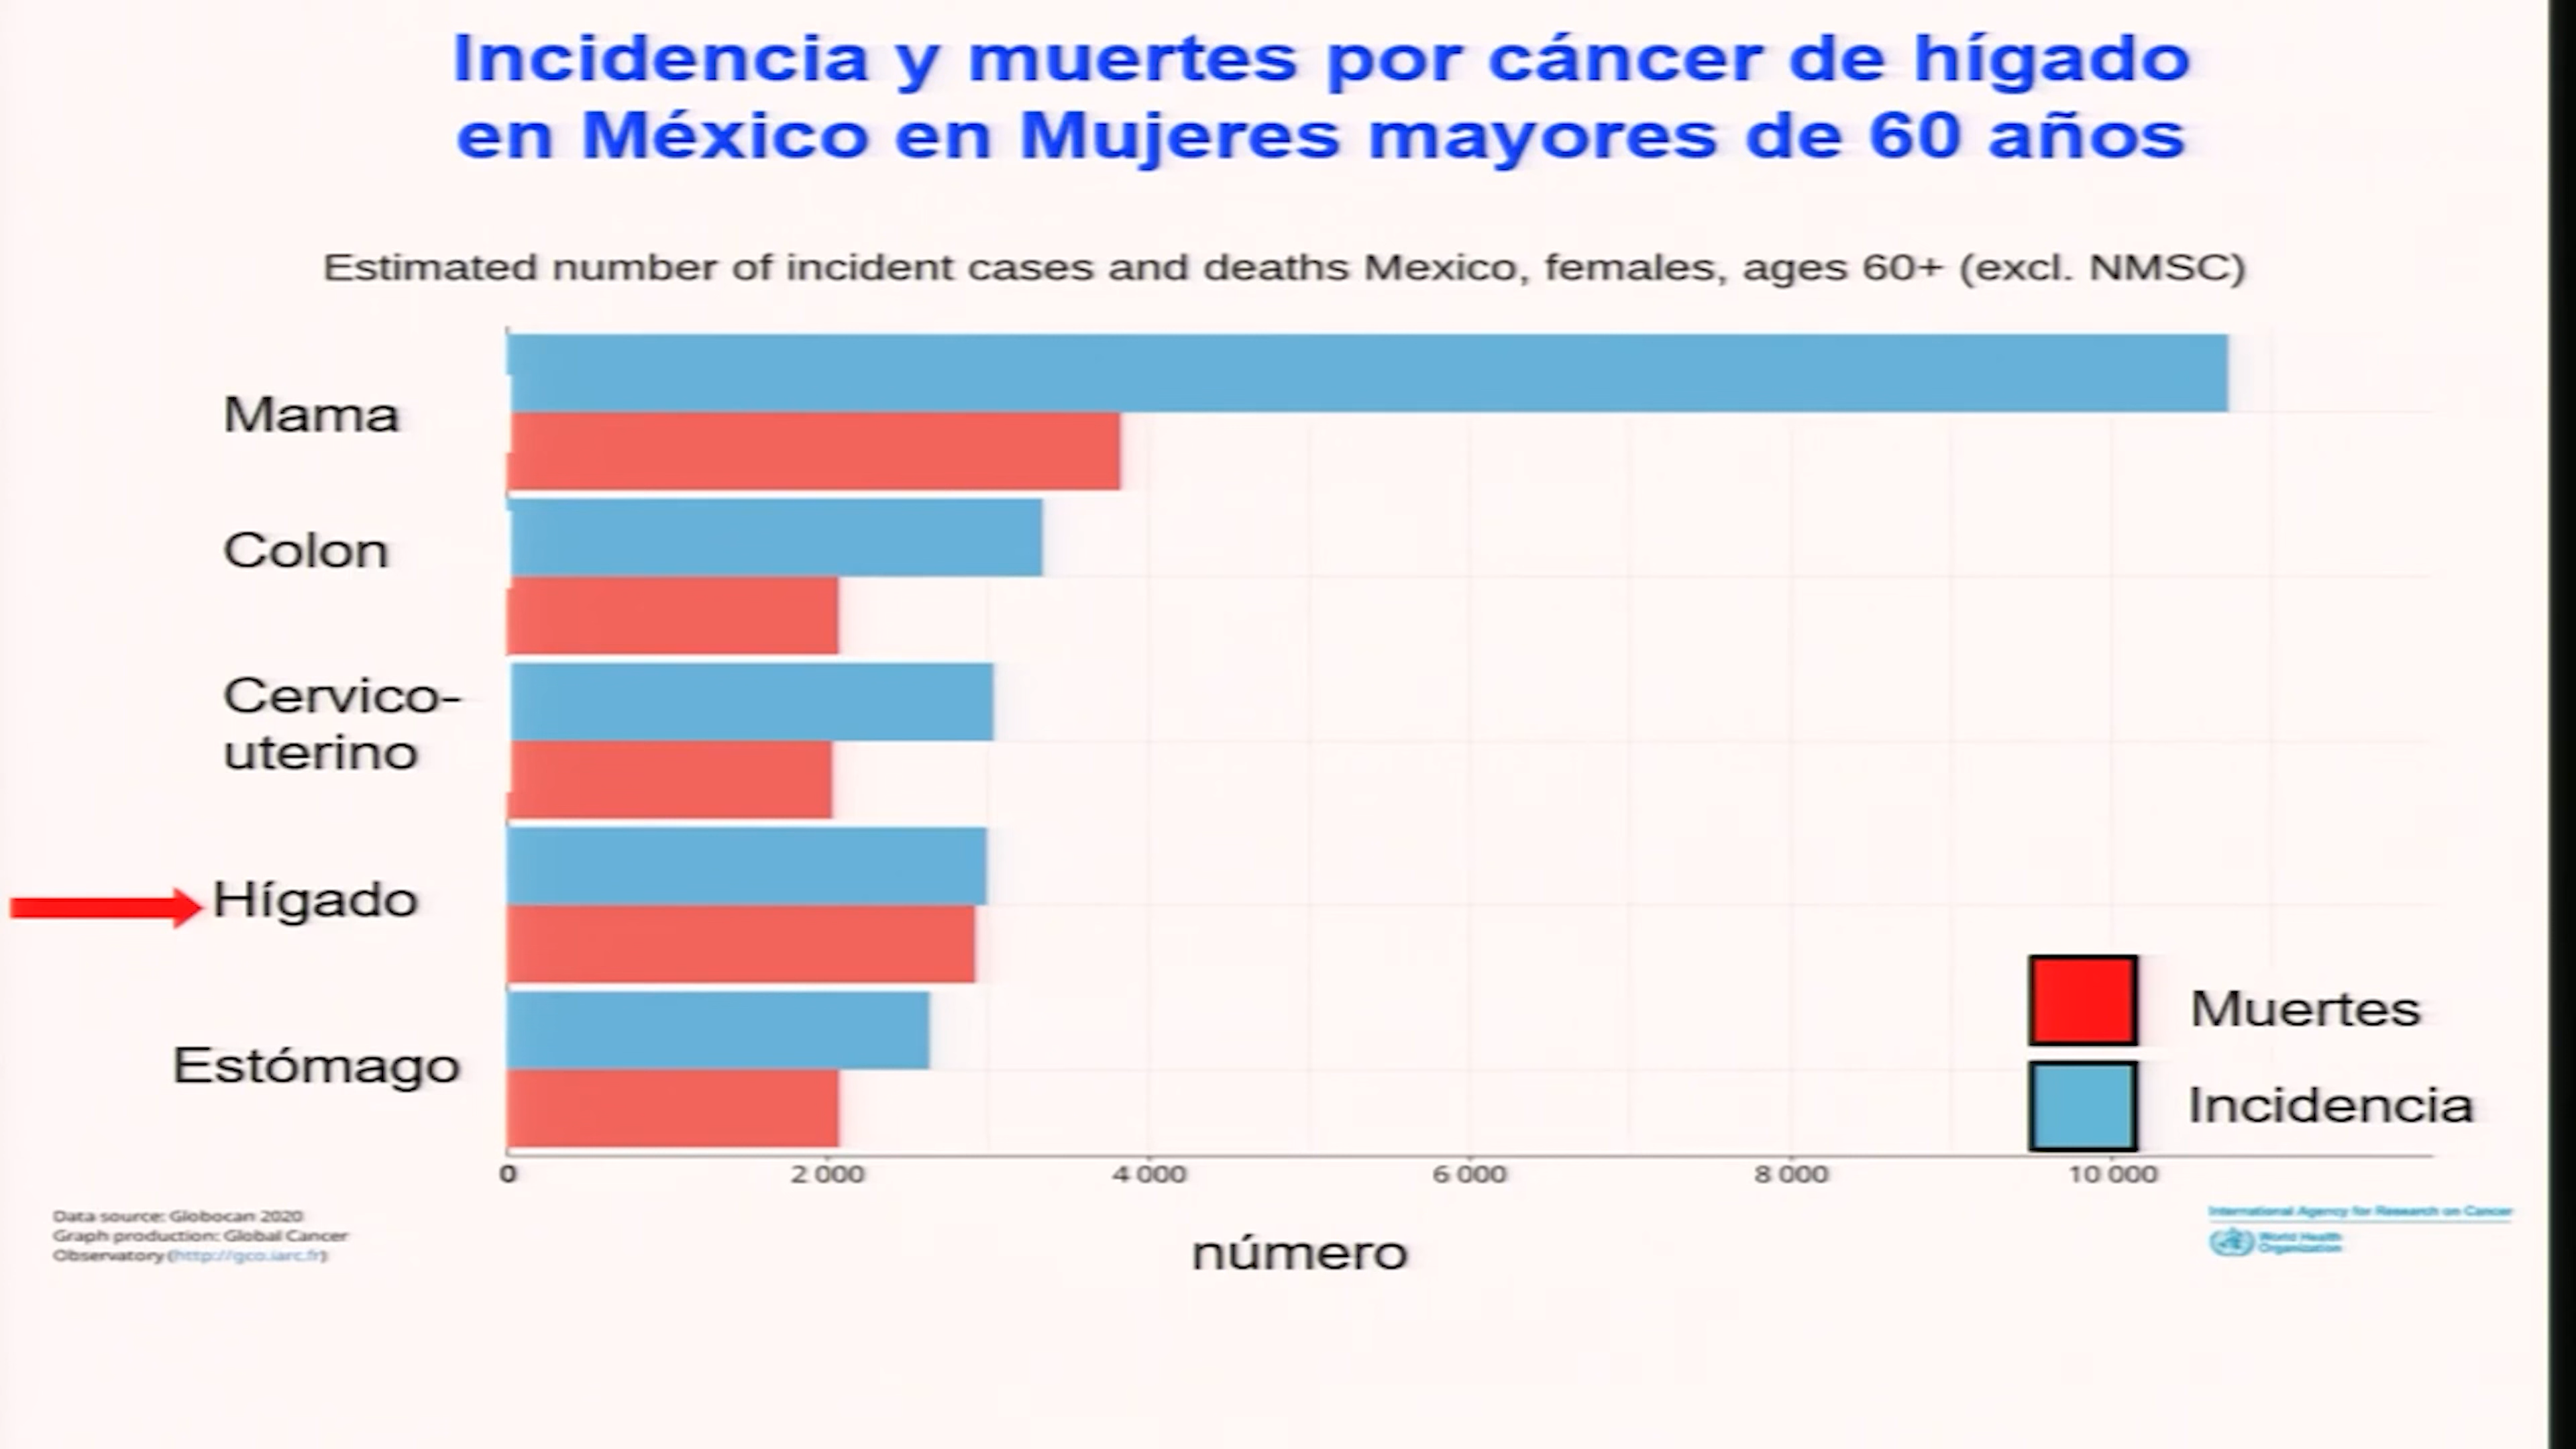 Incidencia y muertes por cáncer de hígado
en México en Mujeres mayores de 60 años
Estimated number of incident cases and deaths Mexico, females, ages 60+ (excl. NMSC)
Mama
Colon
Cervico-
uterino
Hígado
Estómago
Muertes
Incidencia
0
2 000
4 000
6 000
8 000
10 000
número
Data source: Globocan 2020
Graph production: Global Cancer
Observatory (http://gco.iarc.fr)
International Agency for Research on Cancer
World Health
Organization